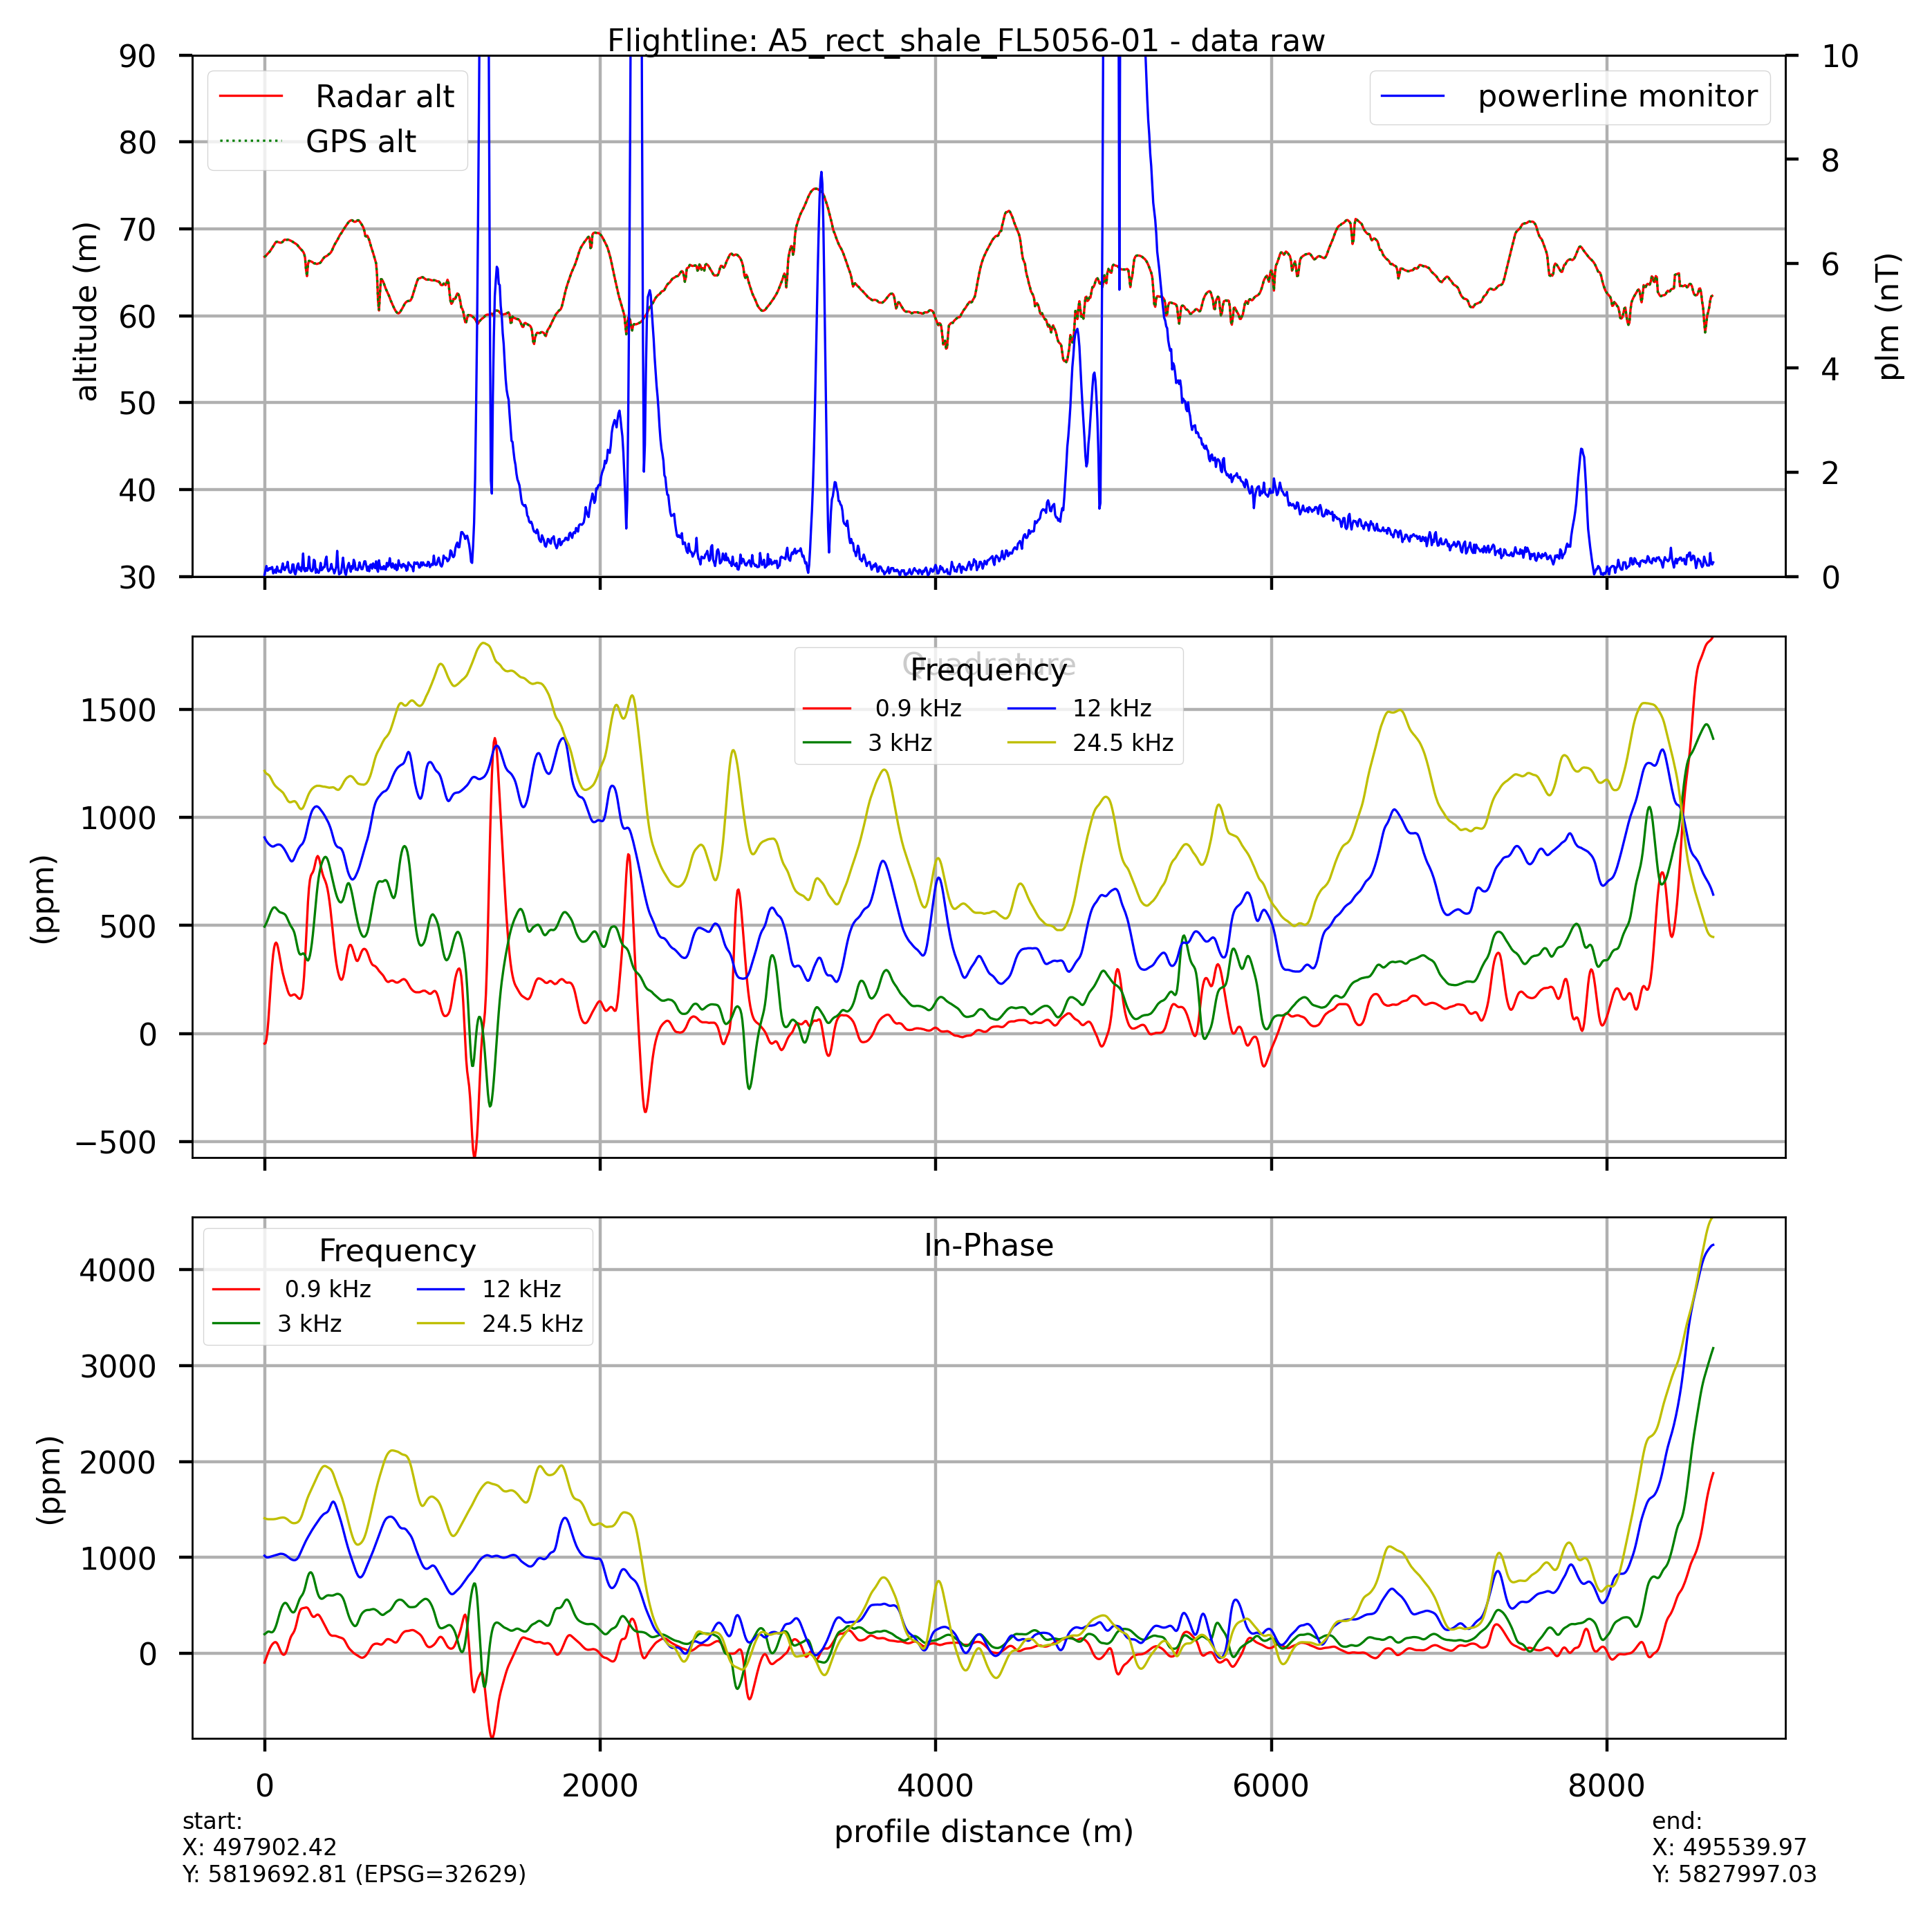 Flightline: A5_rect_shale_FL5056-01 - data raw
90
80
70
60
50
40
30
altitude (m)
Radar alt
GPS alt
powerline monitor
10
8
6
4
2
0
plm (nT)
Quadrature
Frequency
0.9 kHz 12 kHz
3 kHz 24.5 kHz
1500
1000
500
0
−500
(ppm)
In-Phase
Frequency
0.9 kHz 12 kHz
3 kHz 24.5 kHz
4000
3000
2000
1000
0
(ppm)
0 2000 4000 6000 8000
profile distance (m)
start:
X: 497902.42
Y: 5819692.81 (EPSG=32629)
end:
X: 495539.97
Y: 5827997.03